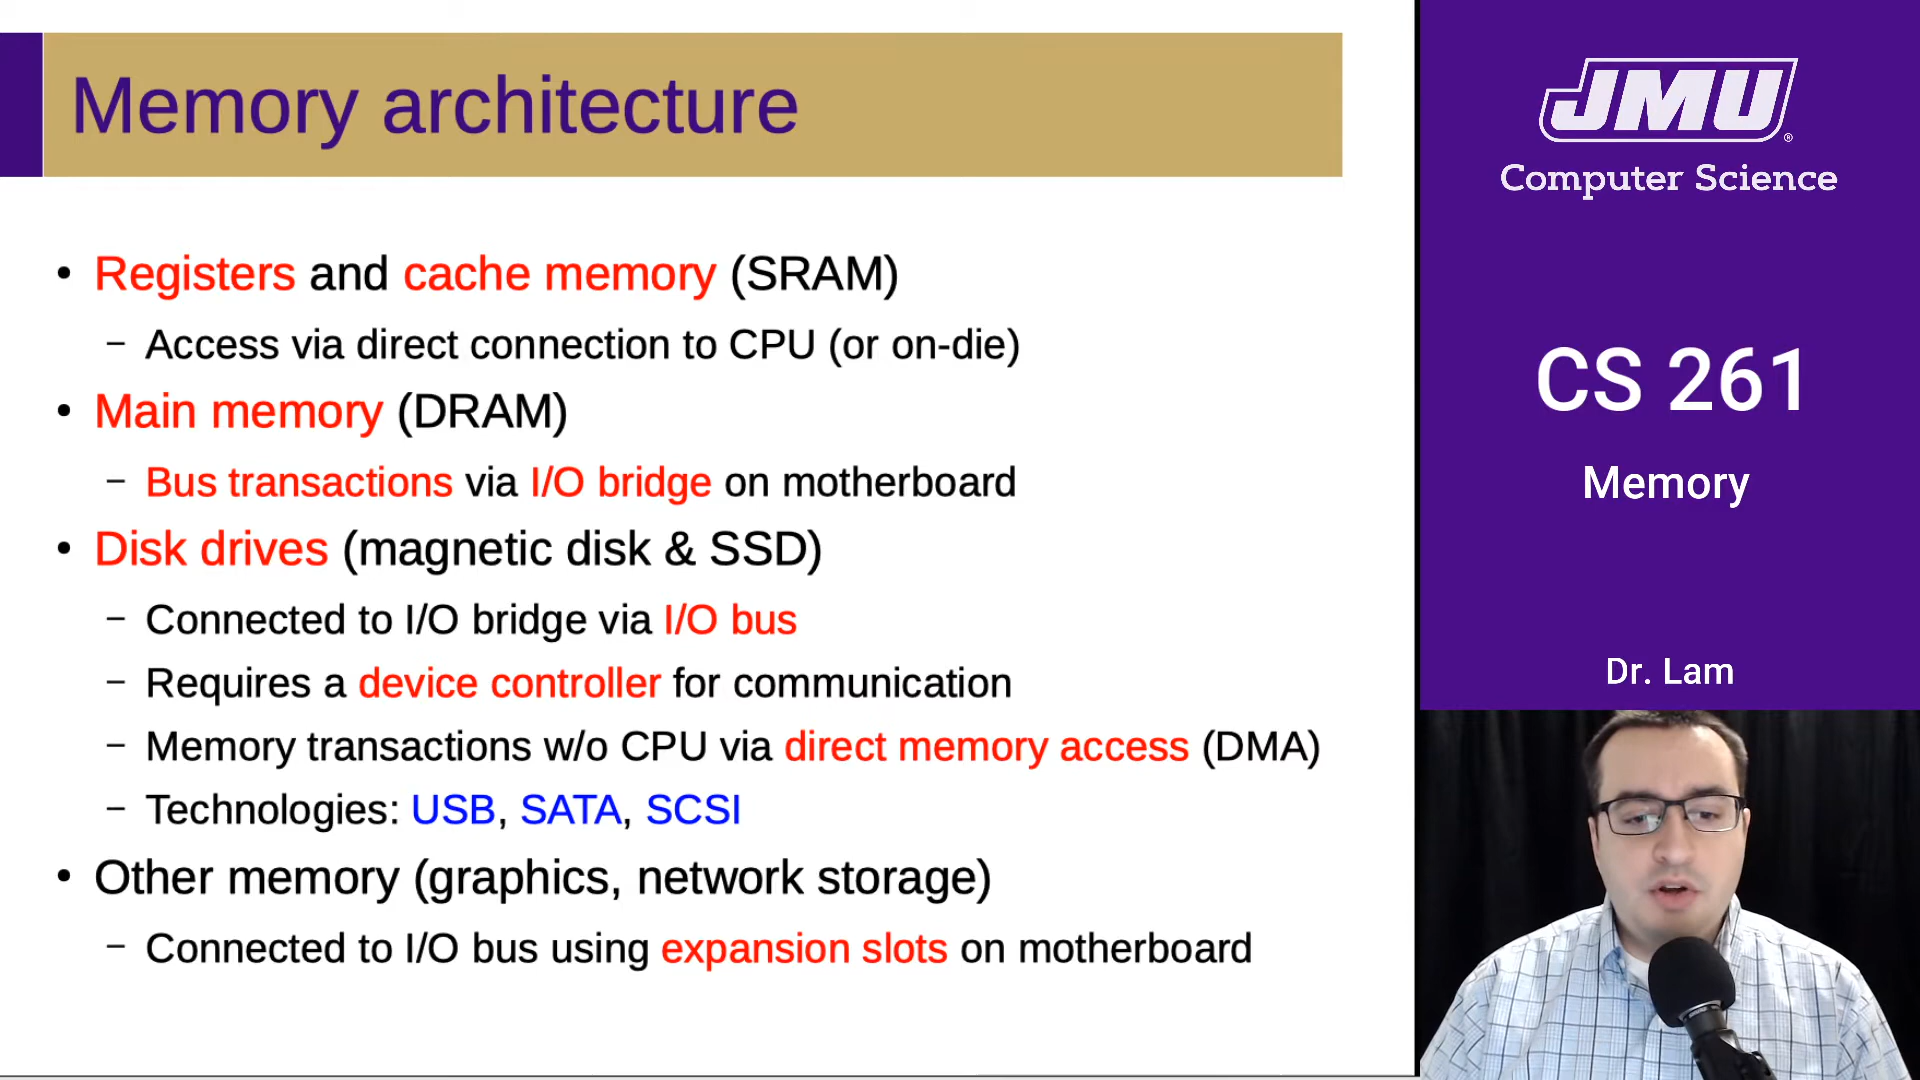 Memory architecture
• Registers and cache memory (SRAM)
– Access via direct connection to CPU (or on-die)
• Main memory (DRAM)
– Bus transactions via I/O bridge on motherboard
• Disk drives (magnetic disk & SSD)
– Connected to I/O bridge via I/O bus
– Requires a device controller for communication
– Memory transactions w/o CPU via direct memory access (DMA)
– Technologies: USB, SATA, SCSI
• Other memory (graphics, network storage)
– Connected to I/O bus using expansion slots on motherboard
JMU®
Computer Science
CS 261
Memory
Dr. Lam